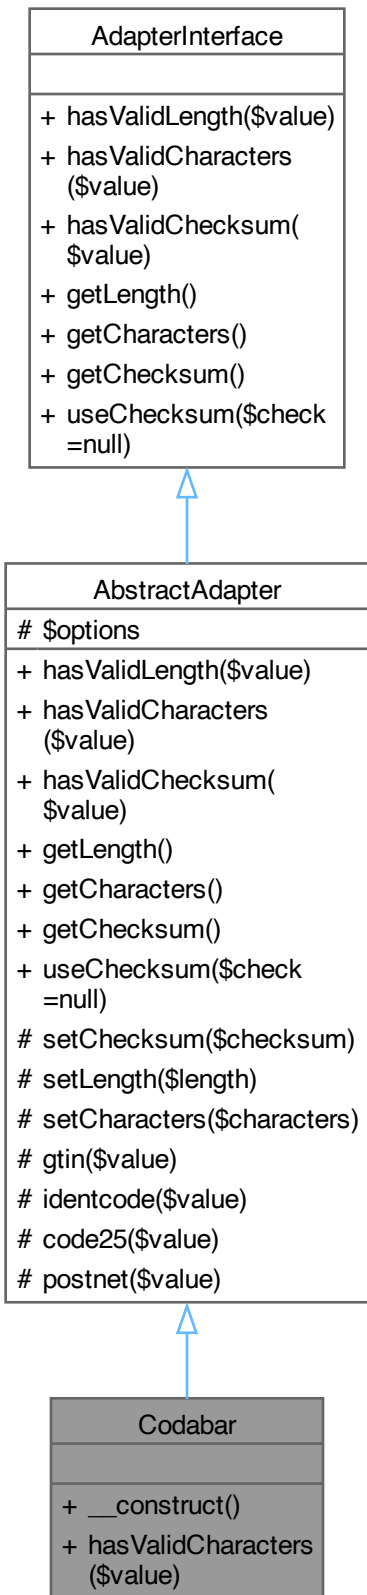 AdapterInterface
+ hasValidLength($value)
+ hasValidCharacters
($value)
+ hasValidChecksum(
$value)
+ getLength()
+ getCharacters()
+ getChecksum()
+ useChecksum($check
=null)
AbstractAdapter
# $options
+ hasValidLength($value)
+ hasValidCharacters
($value)
+ hasValidChecksum(
$value)
+ getLength()
+ getCharacters()
+ getChecksum()
+ useChecksum($check
=null)
# setChecksum($checksum)
# setLength($length)
# setCharacters($characters)
# gtin($value)
# identcode($value)
# code25($value)
# postnet($value)
Codabar
+ __construct()
+ hasValidCharacters
($value)